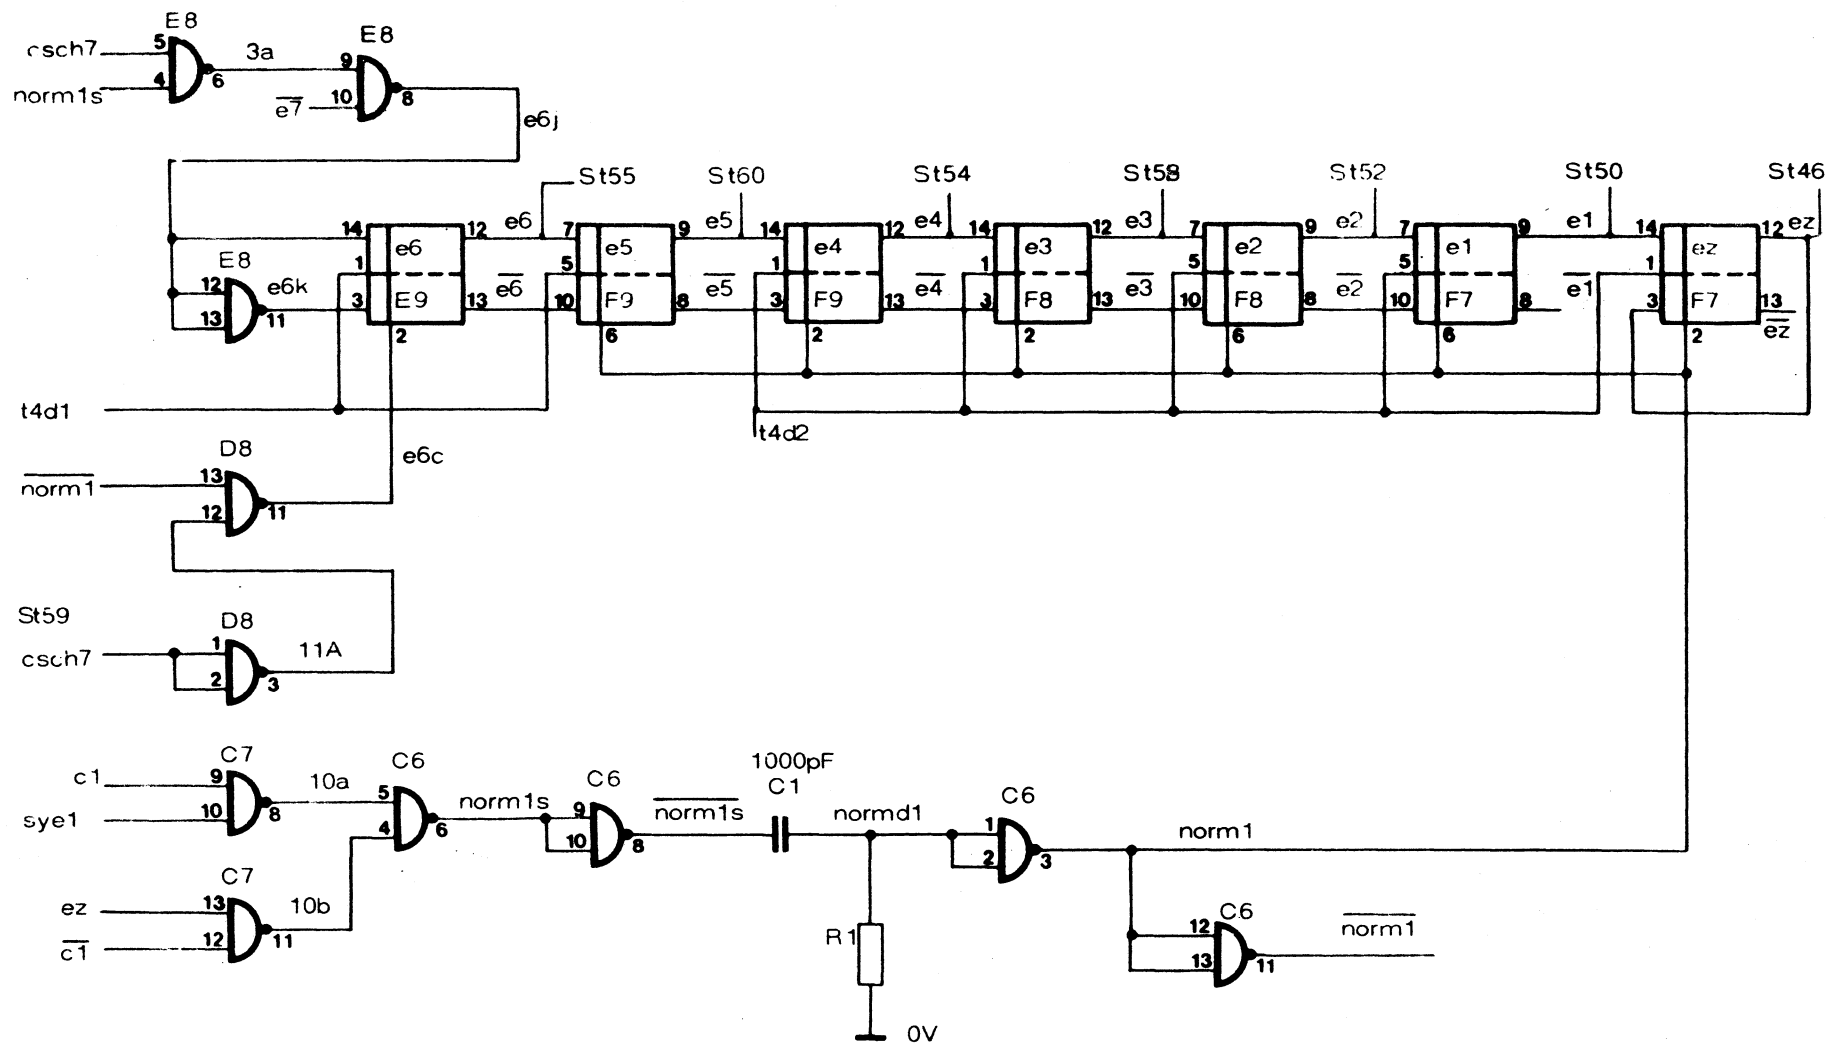 E8
E8
csch7
5
4
6
3a
9
norm1s
e7
10
8
e6j
St55
St60
St54
St58
St52
St50
St46
14
e6
12
e6
7
e5
9
e5
14
e4
12
e4
14
e3
12
e3
7
e2
9
e2
7
e1
9
e1
14
ez
12
ez
E8
1
5
1
1
5
5
1
12
13
11
e6k
3
E9
13
e6
10
F9
8
e5
3
F9
13
e4
3
F8
13
e3
10
F8
8
e2
10
F7
8
e1
3
F7
13
ez
2
6
2
2
6
6
2
t4d1
t4d2
D8
e6c
norm1
13
12
11
St59
D8
csch7
1
2
3
11A
C7
c1
9
sye1
10
8
10a
C6
5
4
6
norm1s
C6
9
10
8
norm1s
1000pF
C1
normd1
C6
1
2
3
norm1
C7
ez
13
c1
12
11
10b
R1
0V
C6
12
13
11
norm1